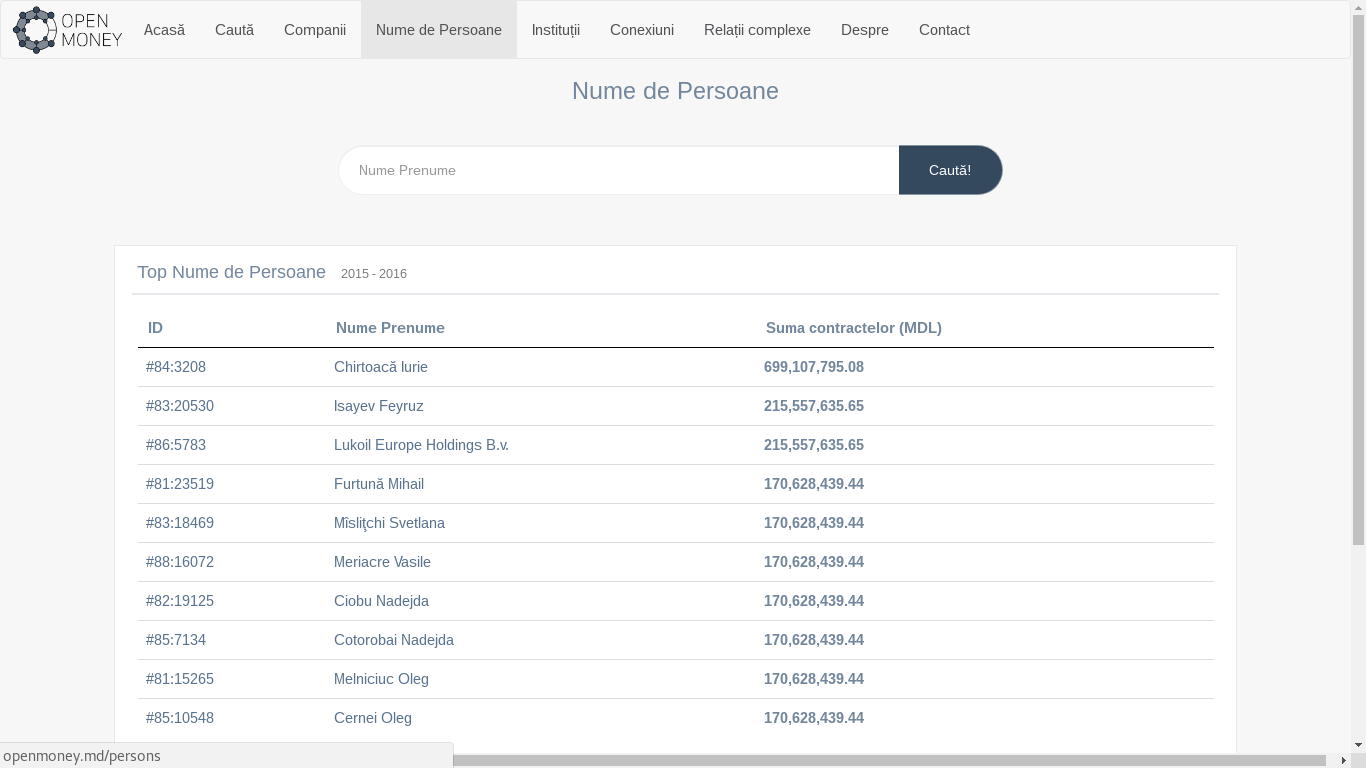 OPEN MONEY Acasă Caută Companii Nume de Persoane Instituții Conexiuni Relații complexe Despre Contact
Nume de Persoane
Nume Prenume Caută!
Top Nume de Persoane 2015 - 2016
ID Nume Prenume Suma contractelor (MDL)
#84:3208 Chirtoacă Iurie 699,107,795.08
#83:20530 Isayev Feyruz 215,557,635.65
#86:5783 Lukoil Europe Holdings B.v. 215,557,635.65
#81:23519 Furtună Mihail 170,628,439.44
#83:18469 Mîsliţchi Svetlana 170,628,439.44
#88:16072 Meriacre Vasile 170,628,439.44
#82:19125 Ciobu Nadejda 170,628,439.44
#85:7134 Cotorobai Nadejda 170,628,439.44
#81:15265 Melniciuc Oleg 170,628,439.44
#85:10548 Cernei Oleg 170,628,439.44
openmoney.md/persons